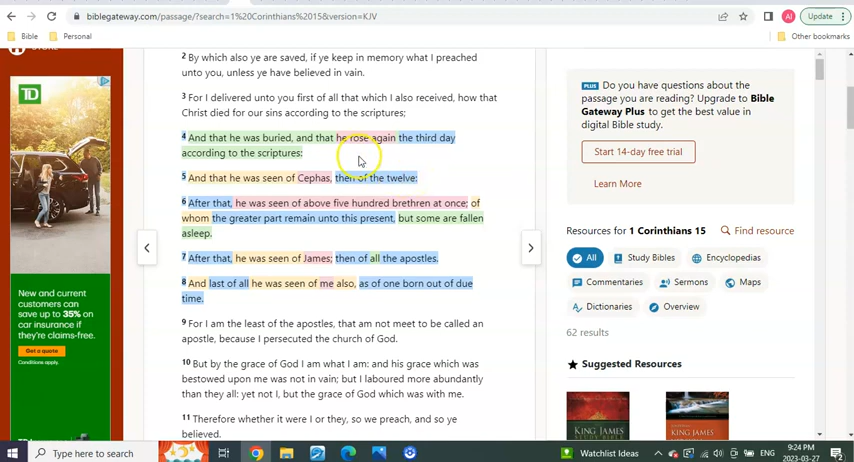 biblegateway.com/passage/?search=1%20Corinthians%2015&version=KJV
AI
Update
Bible
Personal
Other bookmarks
2 By which also ye are saved, if ye keep in memory what I preached
unto you, unless ye have believed in vain.
3 For I delivered unto you first of all that which I also received, how that
Christ died for our sins according to the scriptures;
4 And that he was buried, and that he rose again the third day
according to the scriptures:
5 And that he was seen of Cephas, then of the twelve:
6 After that, he was seen of above five hundred brethren at once; of
whom the greater part remain unto this present, but some are fallen
asleep.
7 After that, he was seen of James; then of all the apostles.
8 And last of all he was seen of me also, as of one born out of due
time.
9 For I am the least of the apostles, that am not meet to be called an
apostle, because I persecuted the church of God.
10 But by the grace of God I am what I am: and his grace which was
bestowed upon me was not in vain; but I laboured more abundantly
than they all: yet not I, but the grace of God which was with me.
11 Therefore whether it were I or they, so we preach, and so ye
believed.
TD
New and current
customers can
save up to 35% on
car insurance if
they're claims-free.
Get a quote
Conditions apply.
PLUS Do you have questions about the
passage you are reading? Upgrade to Bible
Gateway Plus to get the best value in
digital Bible study.
Start 14-day free trial
Learn More
Resources for 1 Corinthians 15
Find resource
All
Study Bibles
Encyclopedias
Commentaries
Sermons
Maps
Dictionaries
Overview
62 results
Suggested Resources
KING JAMES
KING JAMES
Type here to search
Watchlist Ideas
ENG
9:24 PM
2023-03-27
2